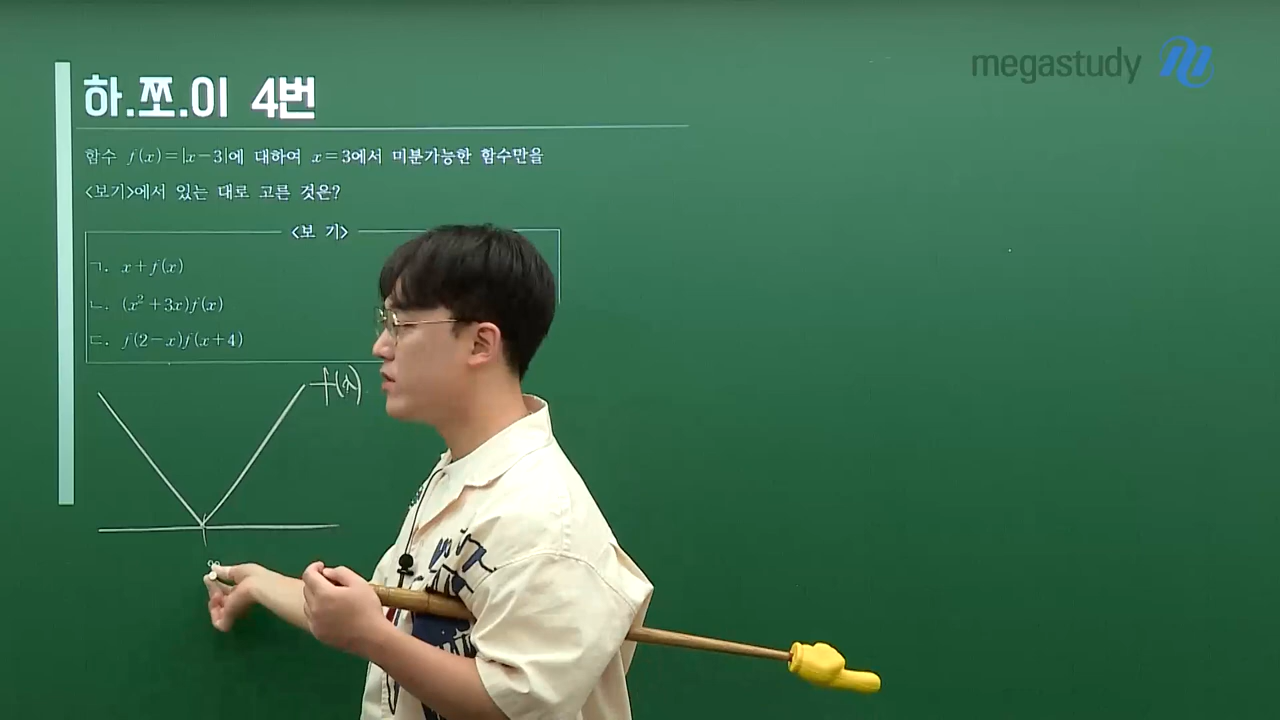 megastudy
하.쪼.이 4번
함수 f(x)=|x-3|에 대하여 x=3에서 미분가능한 함수만을
<보기>에서 있는 대로 고른 것은?
<보 기>
ㄱ. x+f(x)
ㄴ. (x²+3x)f(x)
ㄷ. f(2-x)f(x+4)
f(x)